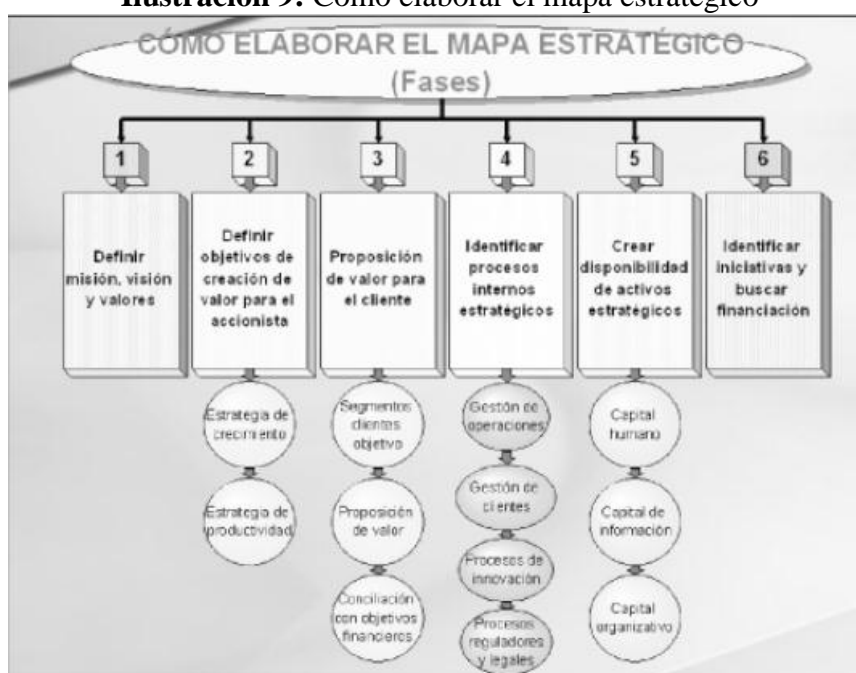 Ilustración 9: Cómo elaborar el mapa estratégico
CÓMO ELABORAR EL MAPA ESTRATÉGICO
(Fases)
1
2
3
4
5
6
Definir
misión, visión
y valores
Definir
objetivos de
creación de
valor para el
accionista
Proposición
de valor para
el cliente
Identificar
procesos
internos
estratégicos
Crear
disponibilidad
de activos
estratégicos
Identificar
iniciativas y
buscar
financiación
Estrategia de
crecimiento
Estrategia de
productividad
Segmentos
clientes
objetivo
Proposición
de valor
Conciliación
con objetivos
financieros
Gestión de
operaciones
Gestión de
clientes
Procesos de
innovación
Procesos
reguladores
y legales
Capital
humano
Capital de
información
Capital
organizativo